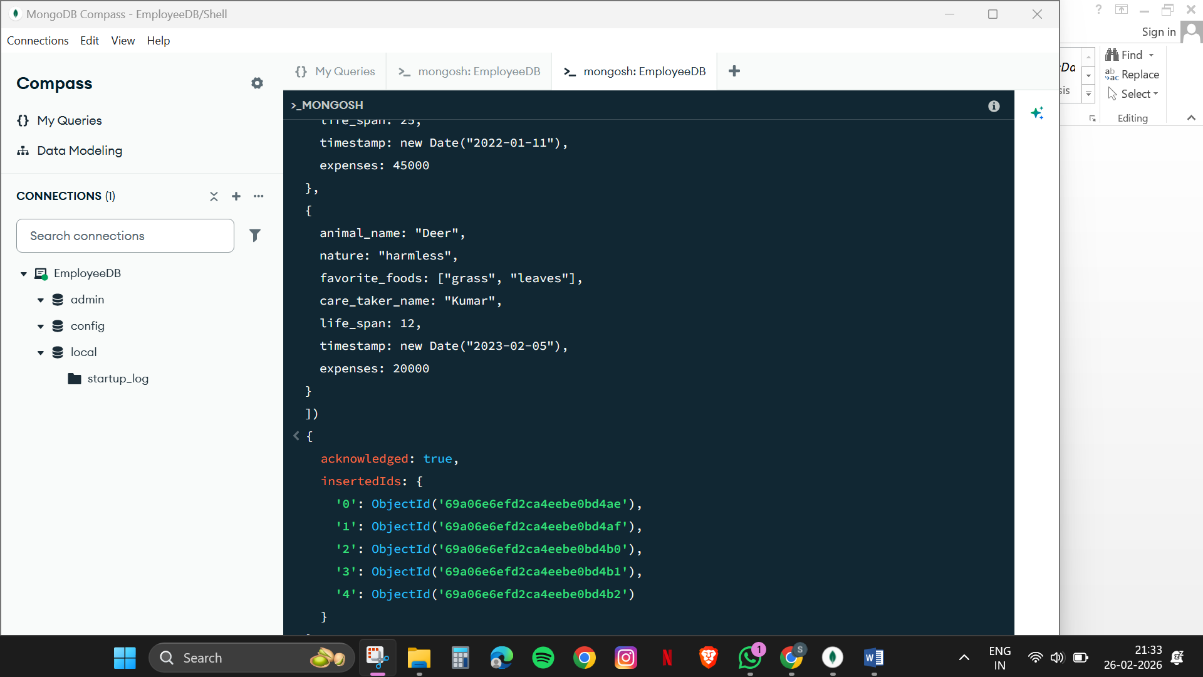 MongoDB Compass - EmployeeDB/Shell
Connections Edit View Help
Compass
My Queries
Data Modeling
CONNECTIONS (1)
Search connections
EmployeeDB
admin
config
local
startup_log
{} My Queries
>_ mongosh: EmployeeDB
>_ mongosh: EmployeeDB
>_MONGOSH
life_span: 25,
timestamp: new Date("2022-01-11"),
expenses: 45000
},
{
animal_name: "Deer",
nature: "harmless",
favorite_foods: ["grass", "leaves"],
care_taker_name: "Kumar",
life_span: 12,
timestamp: new Date("2023-02-05"),
expenses: 20000
}
])
{
acknowledged: true,
insertedIds: {
'0': ObjectId('69a06e6efd2ca4eebe0bd4ae'),
'1': ObjectId('69a06e6efd2ca4eebe0bd4af'),
'2': ObjectId('69a06e6efd2ca4eebe0bd4b0'),
'3': ObjectId('69a06e6efd2ca4eebe0bd4b1'),
'4': ObjectId('69a06e6efd2ca4eebe0bd4b2')
}
Sign in
Find
Replace
Select
Editing
Search
1
S
ENG
IN
21:33
26-02-2026